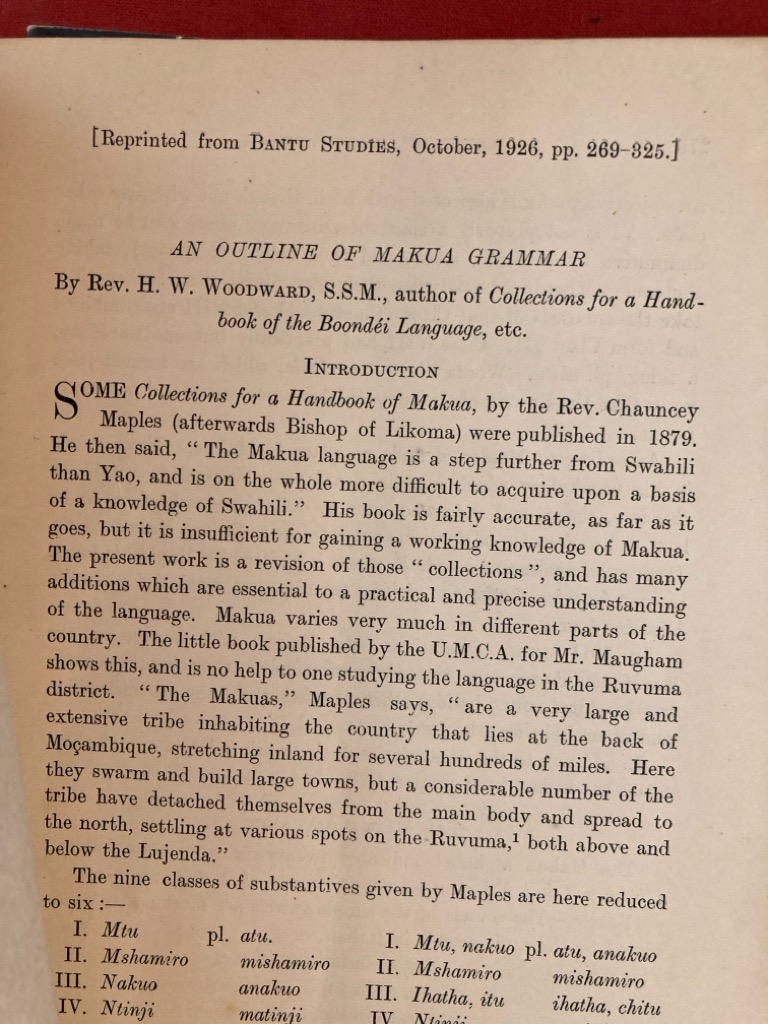 [Reprinted from BANTU STUDIES, October, 1926, pp. 269–325.]
AN OUTLINE OF MAKUA GRAMMAR
By Rev. H. W. WOODWARD, S.S.M., author of Collections for a Hand-
book of the Boondéi Language, etc.
INTRODUCTION
SOME Collections for a Handbook of Makua, by the Rev. Chauncey
Maples (afterwards Bishop of Likoma) were published in 1879.
He then said, “ The Makua language is a step further from Swahili
than Yao, and is on the whole more difficult to acquire upon a basis
of a knowledge of Swahili.” His book is fairly accurate, as far as it
goes, but it is insufficient for gaining a working knowledge of Makua.
The present work is a revision of those “ collections ”, and has many
additions which are essential to a practical and precise understanding
of the language. Makua varies very much in different parts of the
country. The little book published by the U.M.C.A. for Mr. Maugham
shows this, and is no help to one studying the language in the Ruvuma
district. “ The Makuas,” Maples says, “ are a very large and
extensive tribe inhabiting the country that lies at the back of
Moçambique, stretching inland for several hundreds of miles. Here
they swarm and build large towns, but a considerable number of the
tribe have detached themselves from the main body and spread to
the north, settling at various spots on the Ruvuma,¹ both above and
below the Lujenda.”
The nine classes of substantives given by Maples are here reduced
to six :—
I. Mtu pl. atu. I. Mtu, nakuo pl. atu, anakuo
II. Mshamiro mishamiro II. Mshamiro mishamiro
III. Nakuo anakuo III. Ihatha, itu ihatha, chitu
IV. Ntinji matinji IV. Ntinji